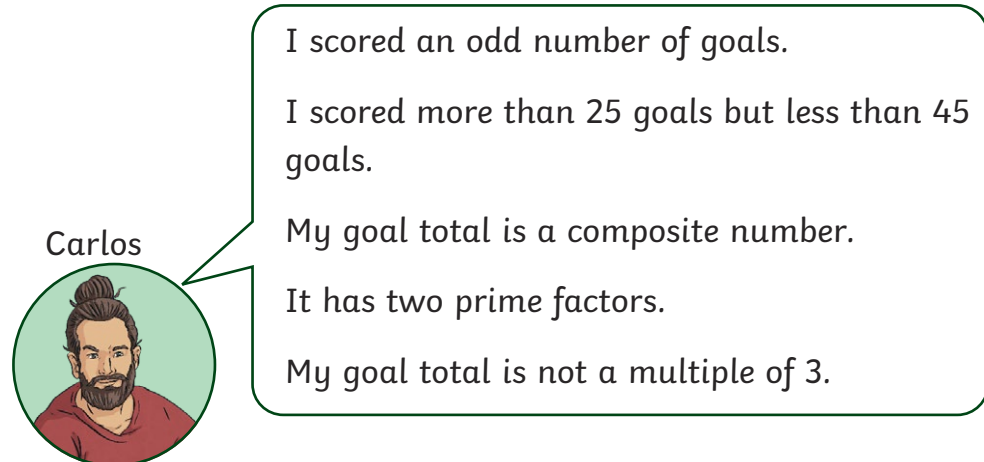 I scored an odd number of goals.
I scored more than 25 goals but less than 45
goals.
My goal total is a composite number.
Carlos
It has two prime factors.
My goal total is not a multiple of 3.